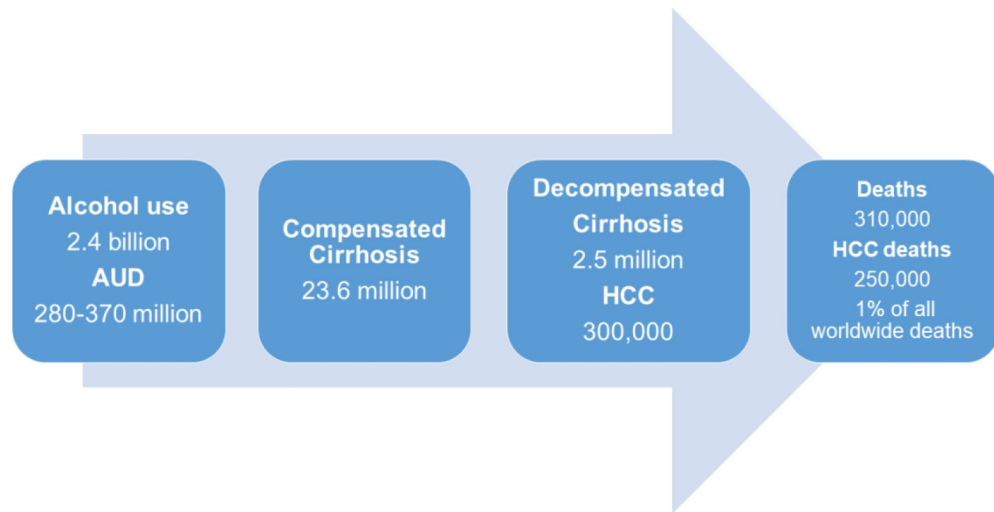 Alcohol use
2.4 billion
AUD
280-370 million
Compensated
Cirrhosis
23.6 million
Decompensated
Cirrhosis
2.5 million
HCC
300,000
Deaths
310,000
HCC deaths
250,000
1% of all
worldwide deaths